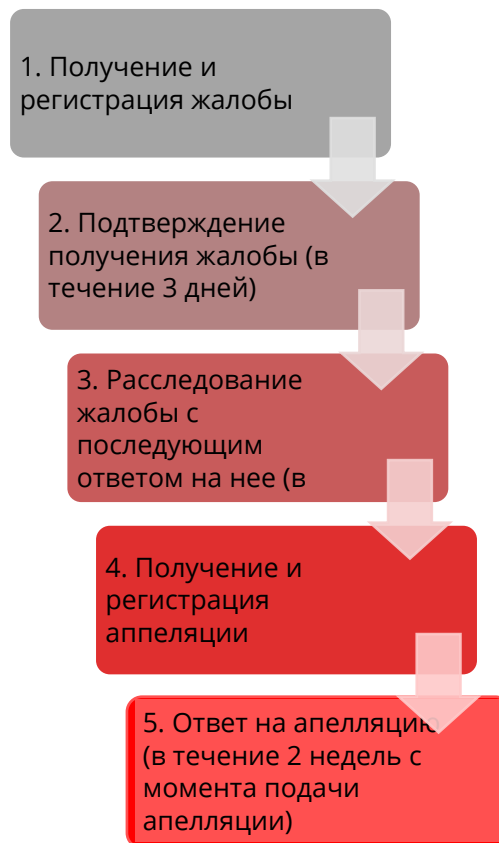 1. Получение и
регистрация жалобы
2. Подтверждение
получения жалобы (в
течение 3 дней)
3. Расследование
жалобы с
последующим
ответом на нее (в
4. Получение и
регистрация
аппеляции
5. Ответ на апелляцию
(в течение 2 недель с
момента подачи
апелляции)